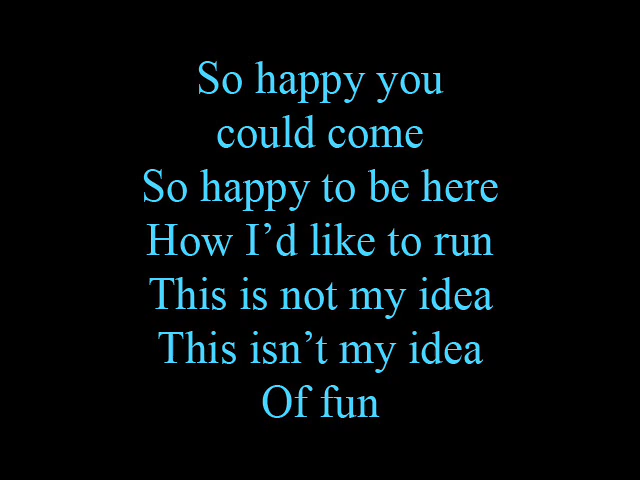 So happy you
could come
So happy to be here
How I’d like to run
This is not my idea
This isn’t my idea
Of fun